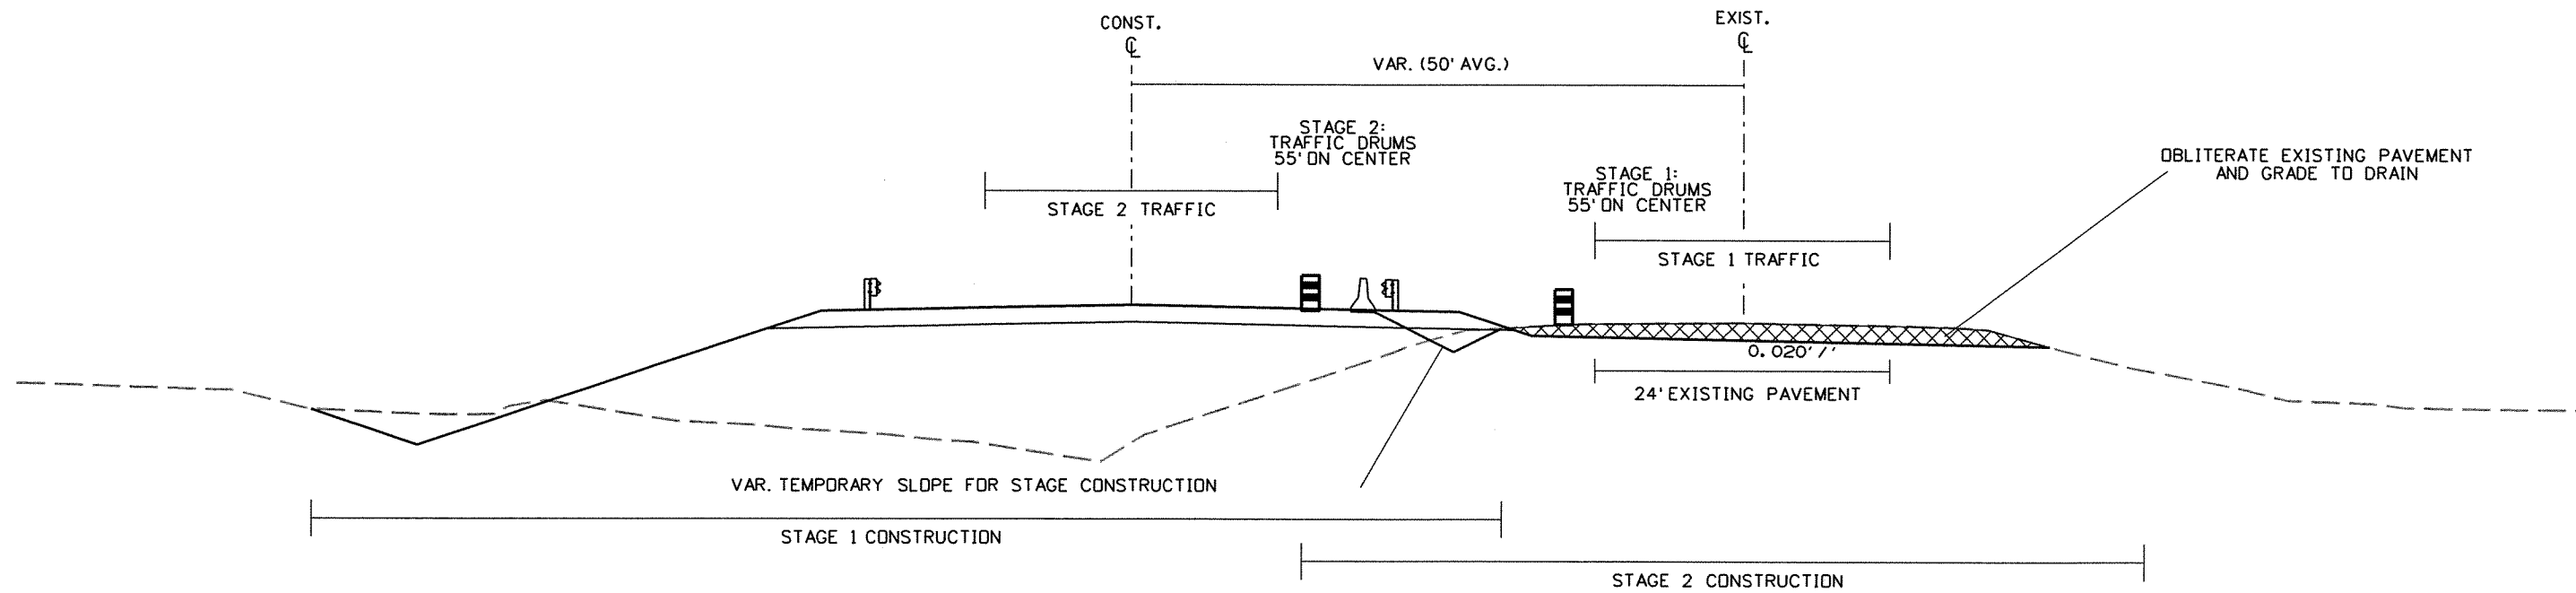 CONST.
℄
EXIST.
℄
VAR. (50' AVG.)
STAGE 2:
TRAFFIC DRUMS
55' ON CENTER
STAGE 2 TRAFFIC
STAGE 1:
TRAFFIC DRUMS
55' ON CENTER
STAGE 1 TRAFFIC
OBLITERATE EXISTING PAVEMENT
AND GRADE TO DRAIN
0.020'/'
24' EXISTING PAVEMENT
VAR. TEMPORARY SLOPE FOR STAGE CONSTRUCTION
STAGE 1 CONSTRUCTION
STAGE 2 CONSTRUCTION